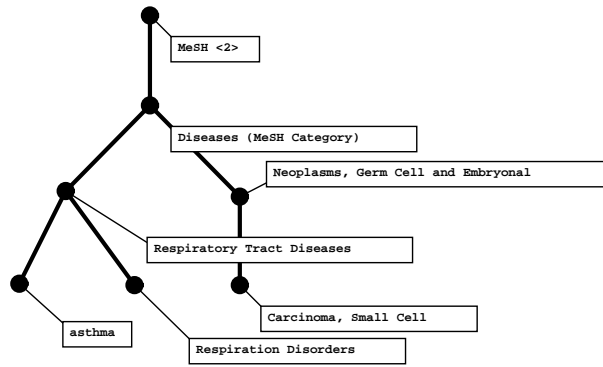 MeSH <2>
Diseases (MeSH Category)
Neoplasms, Germ Cell and Embryonal
Respiratory Tract Diseases
Carcinoma, Small Cell
asthma
Respiration Disorders